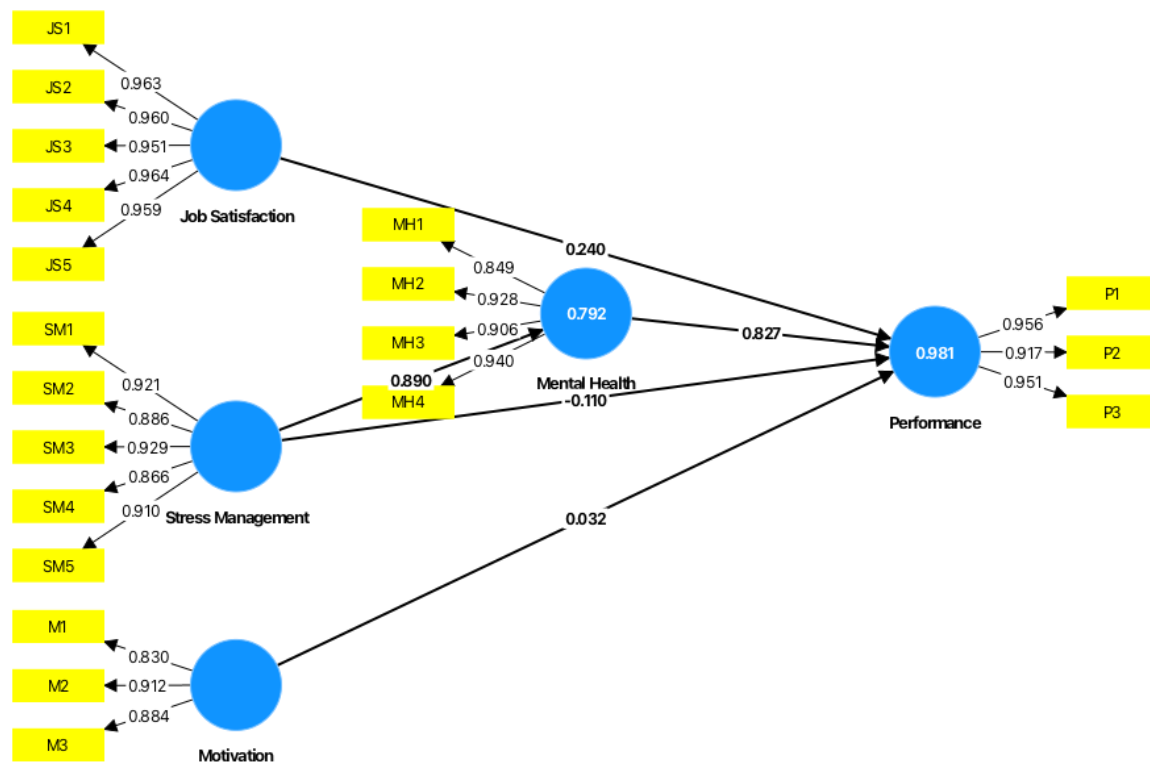 JS1
0.963
JS2
0.960
JS3
0.951
JS4
0.964
JS5
0.959
Job Satisfaction
0.240
MH1
0.849
MH2
0.928
MH3
0.906
MH4
0.940
0.792
Mental Health
0.827
0.890
-0.110
SM1
0.921
SM2
0.886
SM3
0.929
SM4
0.866
SM5
0.910
Stress Management
0.032
M1
0.830
M2
0.912
M3
0.884
Motivation
0.981
Performance
P1
0.956
P2
0.917
P3
0.951